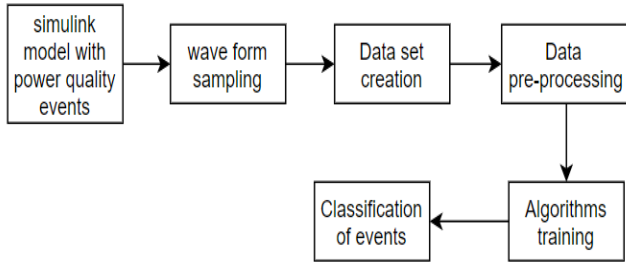 simulink
model with
power quality
events
wave form
sampling
Data set
creation
Data
pre-processing
Algorithms
training
Classification
of events